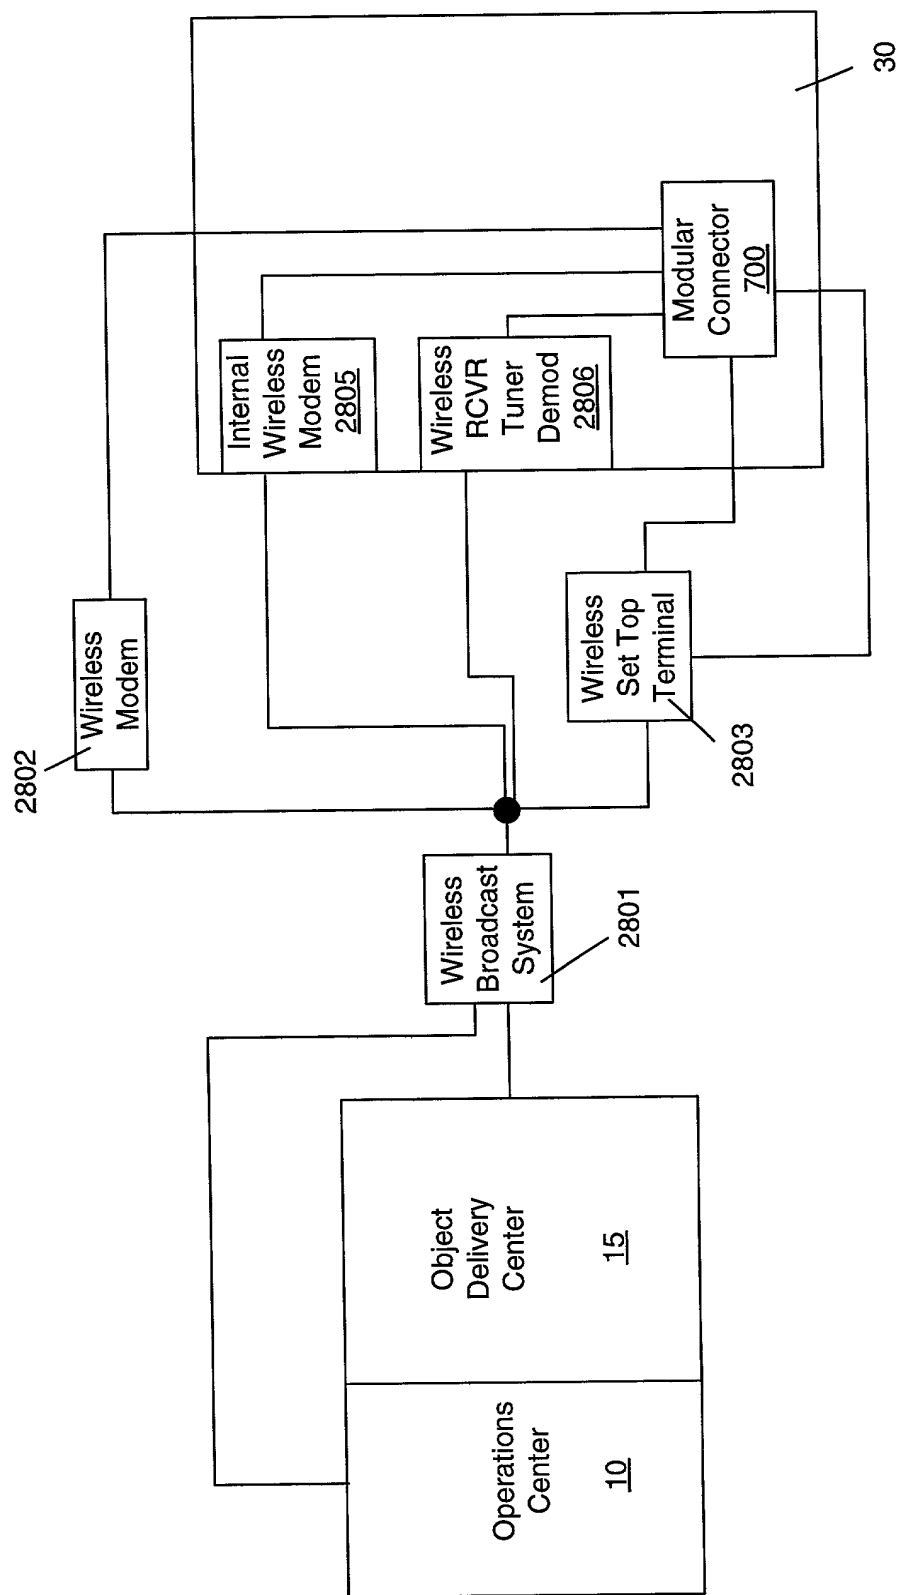 Operations
Center
10
Object
Delivery
Center
15
Wireless
Broadcast
System
2801
2802
Wireless
Modem
Wireless
Set Top
Terminal
2803
Internal
Wireless
Modem
2805
Wireless
RCVR
Tuner
Demod
2806
Modular
Connector
700
30